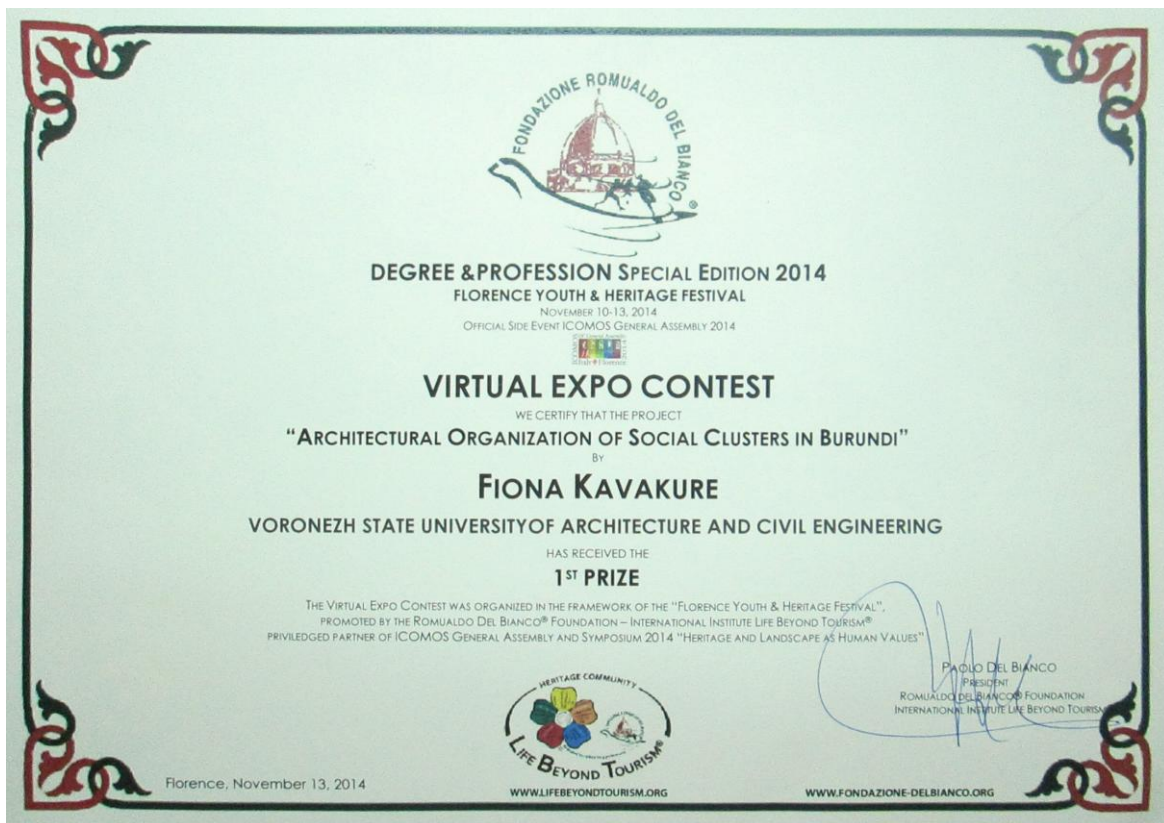 FONDAZIONE ROMUALDO DEL BIANCO®
DEGREE &PROFESSION SPECIAL EDITION 2014
FLORENCE YOUTH & HERITAGE FESTIVAL
NOVEMBER 10-13, 2014
OFFICIAL SIDE EVENT ICOMOS GENERAL ASSEMBLY 2014
VIRTUAL EXPO CONTEST
WE CERTIFY THAT THE PROJECT
“ARCHITECTURAL ORGANIZATION OF SOCIAL CLUSTERS IN BURUNDI”
BY
FIONA KAVAKURE
VORONEZH STATE UNIVERSITYOF ARCHITECTURE AND CIVIL ENGINEERING
HAS RECEIVED THE
1ST PRIZE
THE VIRTUAL EXPO CONTEST WAS ORGANIZED IN THE FRAMEWORK OF THE “FLORENCE YOUTH & HERITAGE FESTIVAL”,
PROMOTED BY THE ROMUALDO DEL BIANCO® FOUNDATION – INTERNATIONAL INSTITUTE LIFE BEYOND TOURISM®
PRIVILEDGED PARTNER OF ICOMOS GENERAL ASSEMBLY AND SYMPOSIUM 2014 “HERITAGE AND LANDSCAPE AS HUMAN VALUES”
PAOLO DEL BIANCO
PRESIDENT
ROMUALDO DEL BIANCO® FOUNDATION
INTERNATIONAL INSTITUTE LIFE BEYOND TOURISM
HERITAGE COMMUNITY
LIFE BEYOND TOURISM®
Florence, November 13, 2014
WWW.LIFEBEYONDTOURISM.ORG
WWW.FONDAZIONE-DELBIANCO.ORG